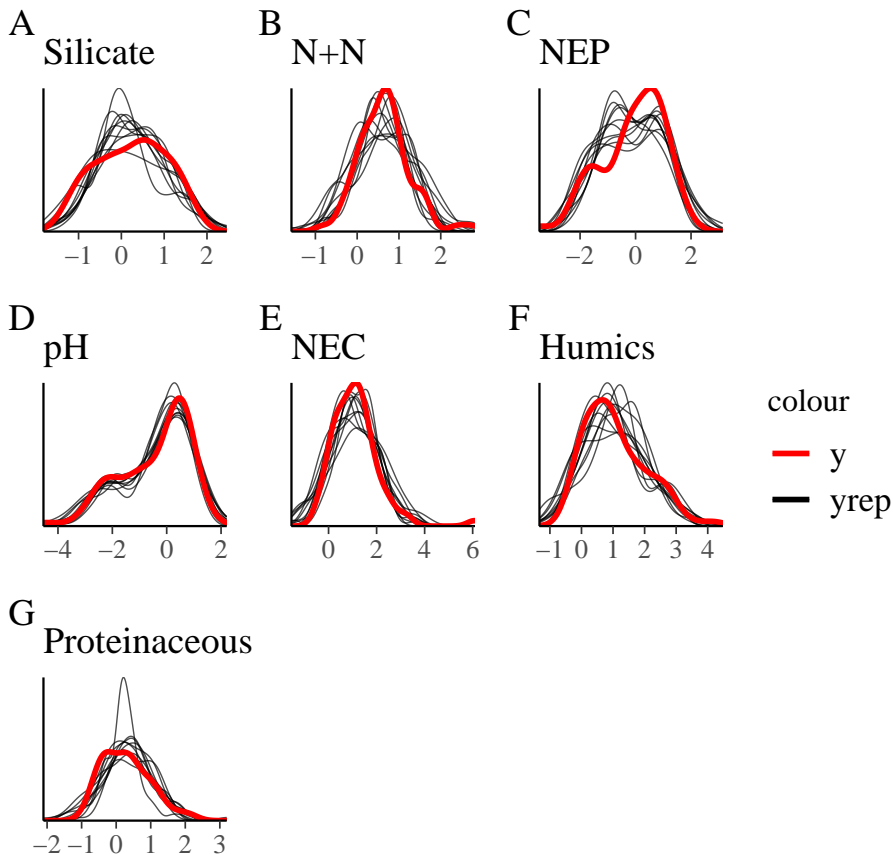 A
Silicate
−1 0 1 2
B
N+N
−1 0 1 2
C
NEP
−2 0 2
D
pH
−4 −2 0 2
E
NEC
0 2 4 6
F
Humics
−1 0 1 2 3 4
colour
y
yrep
G
Proteinaceous
−2 −1 0 1 2 3